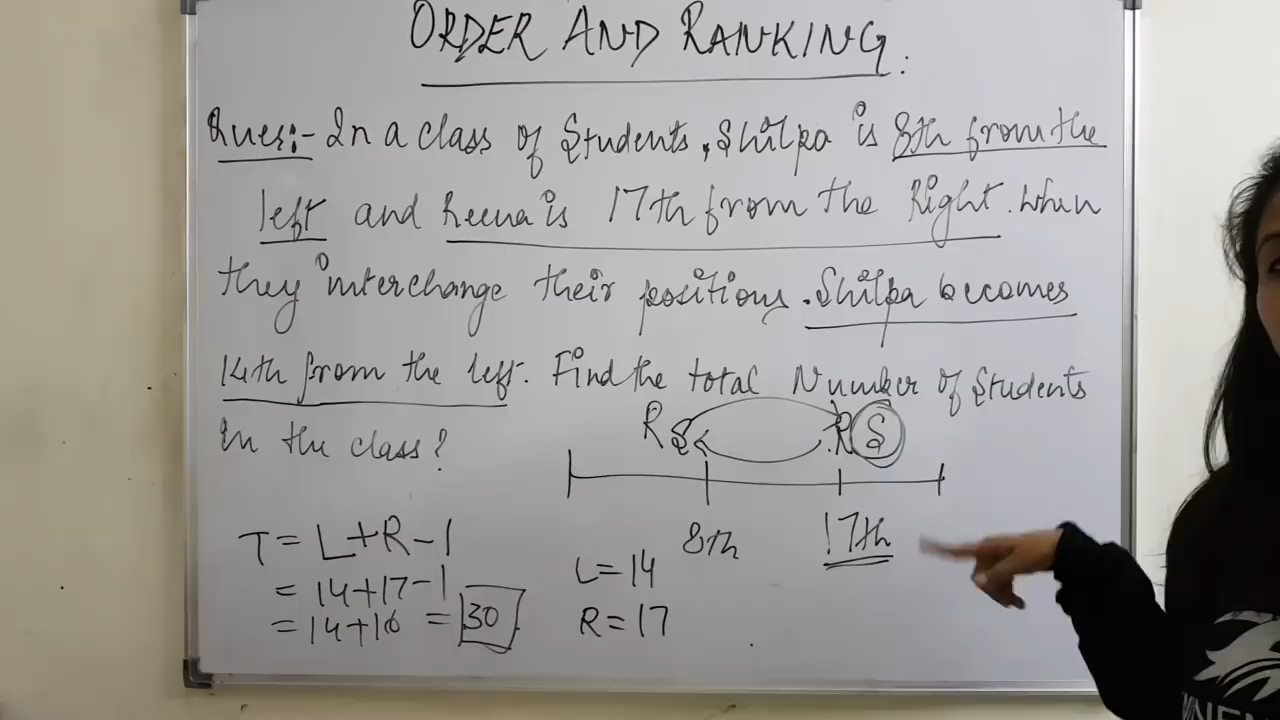 ORDER AND RANKING.
Ques:- In a class of Students, Shilpa is 8th from the
left and Reena is 17th from the Right. When
they interchange their positions. Shilpa becomes
14th from the left. Find the total Number of Students
in the class?
R S R S
8th 17th
T = L+R-1
= 14+17-1
= 14+16 = 30
L=14
R=17